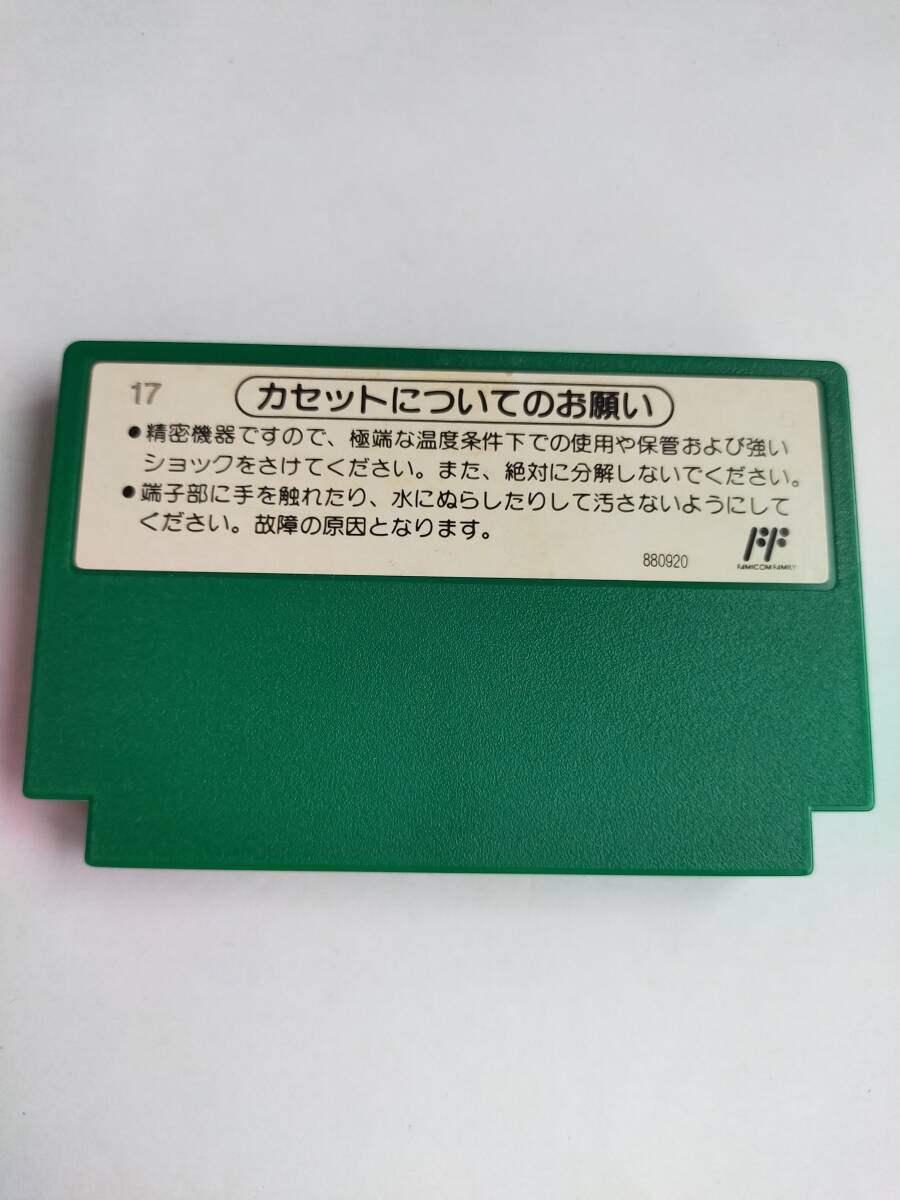 17
カセットについてのお願い
●精密機器ですので、極端な温度条件下での使用や保管および強い
ショックをさけてください。また、絶対に分解しないでください。
●端子部に手を触れたり、水にぬらしたりして汚さないようにして
ください。故障の原因となります。
880920
FAMICOM FAMILY